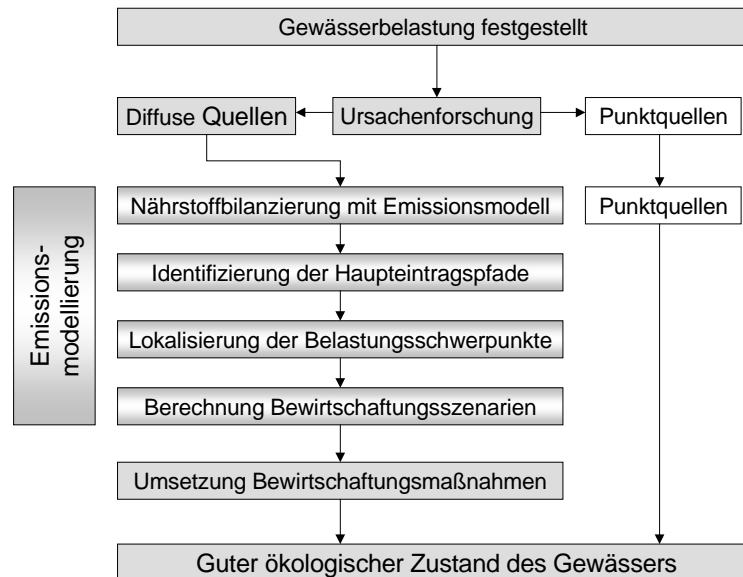 Gewässerbelastung festgestellt
Diffuse Quellen
Ursachenforschung
Punktquellen
Emissions-
modellierung
Nährstoffbilanzierung mit Emissionsmodell
Punktquellen
Identifizierung der Haupteintragspfade
Lokalisierung der Belastungsschwerpunkte
Berechnung Bewirtschaftungsszenarien
Umsetzung Bewirtschaftungsmaßnahmen
Guter ökologischer Zustand des Gewässers